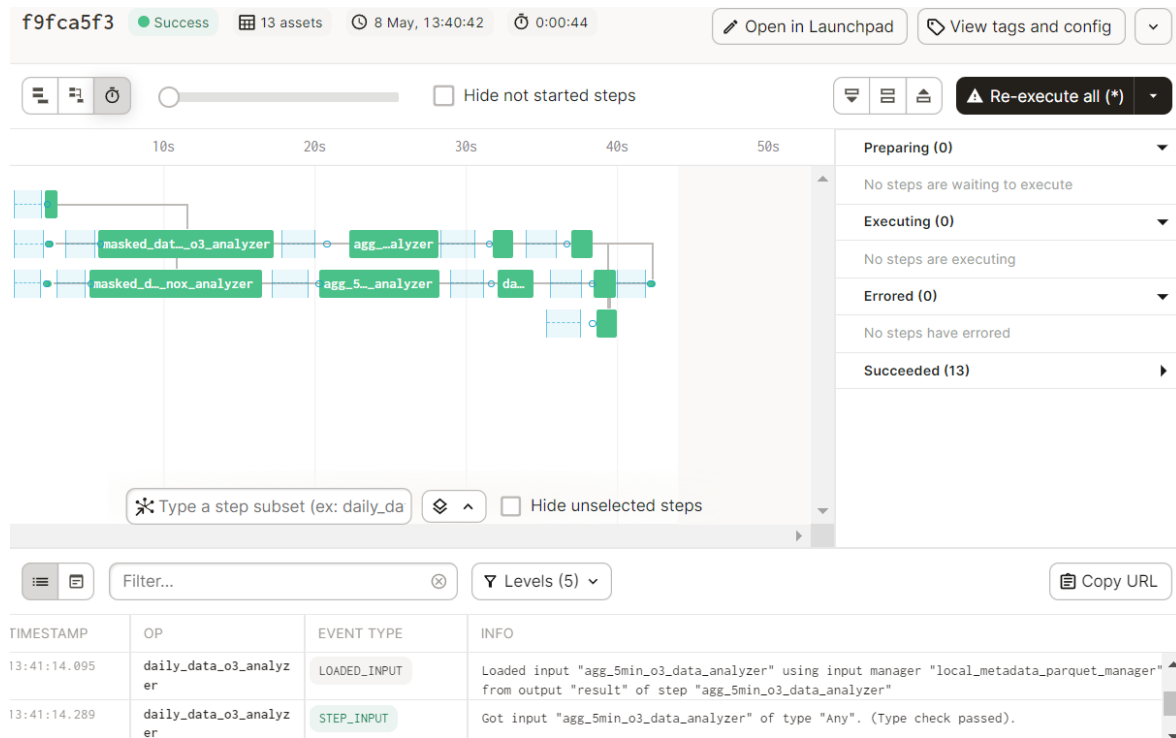 f9fca5f3 Success 13 assets 8 May, 13:40:42 0:00:44 Open in Launchpad View tags and config
Hide not started steps Re-execute all (*)
10s 20s 30s 40s 50s
Preparing (0)
No steps are waiting to execute
Executing (0)
No steps are executing
Errored (0)
No steps have errored
Succeeded (13)
masked_dat…_o3_analyzer agg_…alyzer
masked_d…_nox_analyzer agg_5…_analyzer da…
Type a step subset (ex: daily_da Hide unselected steps
Filter... Levels (5) Copy URL
TIMESTAMP OP EVENT TYPE INFO
13:41:14.095 daily_data_o3_analyz LOADED_INPUT Loaded input "agg_5min_o3_data_analyzer" using input manager "local_metadata_parquet_manager"
er from output "result" of step "agg_5min_o3_data_analyzer"
13:41:14.289 daily_data_o3_analyz STEP_INPUT Got input "agg_5min_o3_data_analyzer" of type "Any". (Type check passed).
er